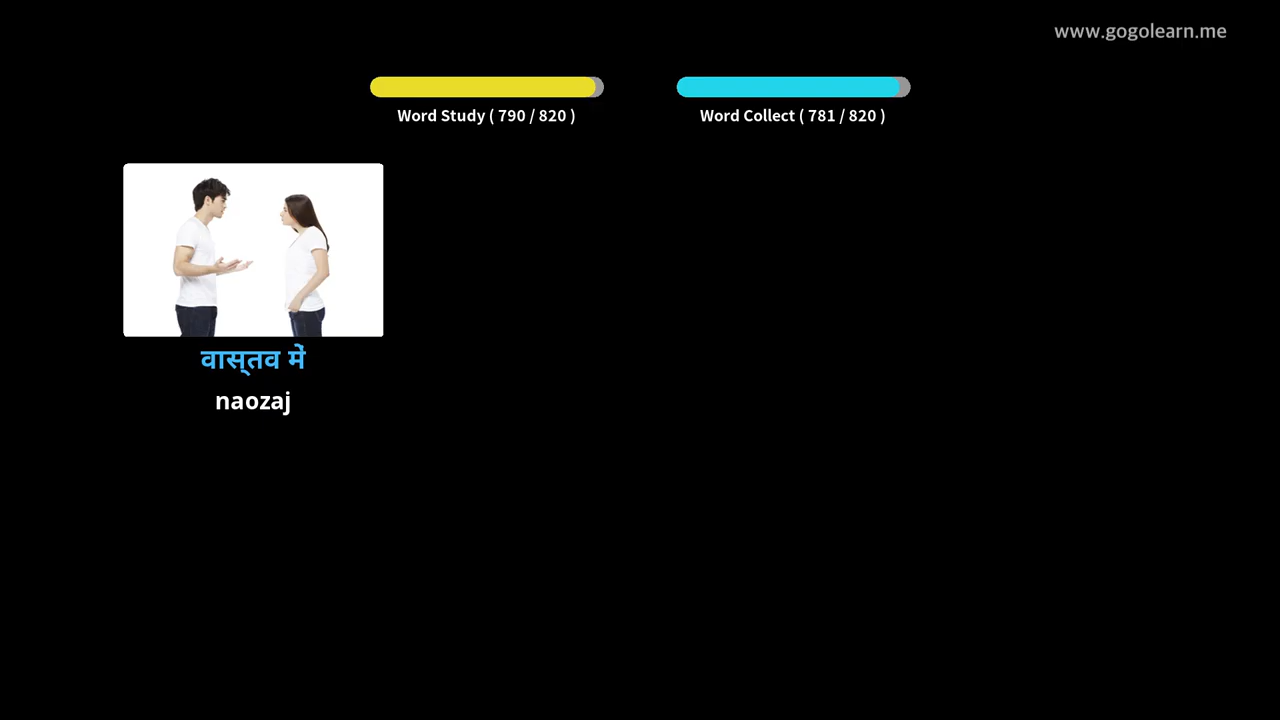 www.gogolearn.me
Word Study ( 790 / 820 )
Word Collect ( 781 / 820 )
वास्तव में
naozaj